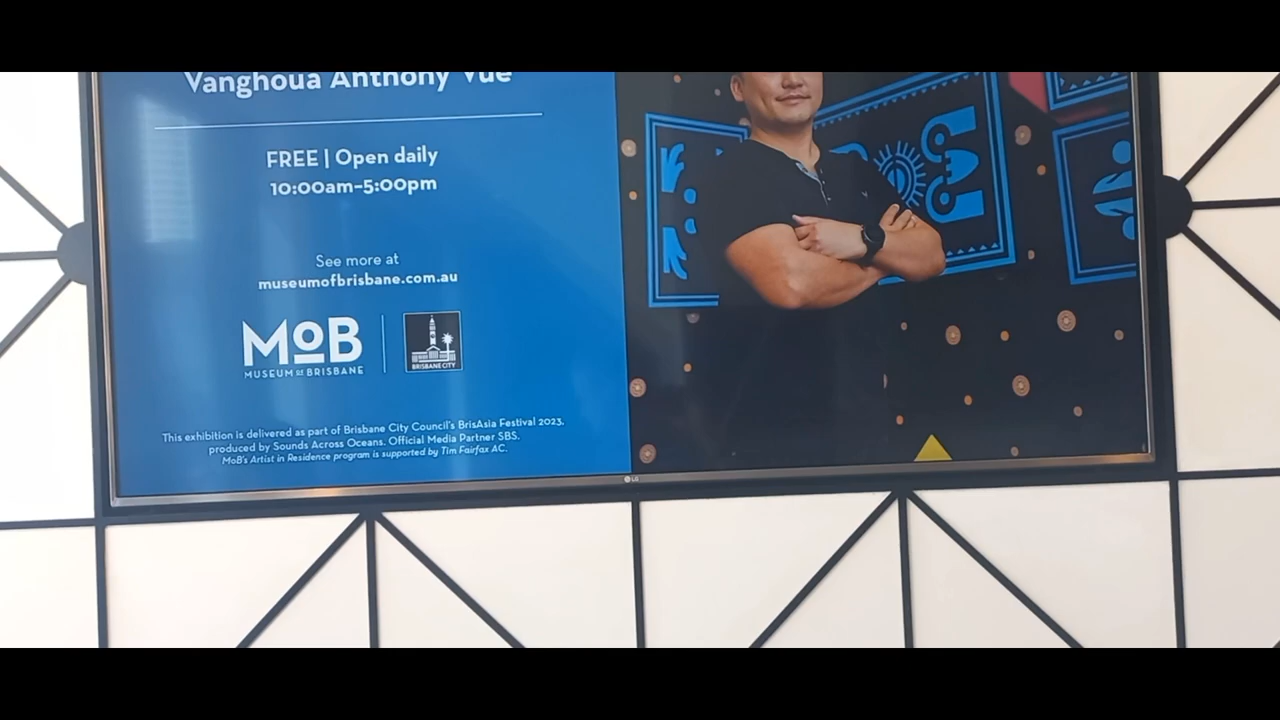 Vanghoua Anthony Vue
FREE | Open daily
10:00am–5:00pm
See more at
museumofbrisbane.com.au
MoB
MUSEUM OF BRISBANE
BRISBANE CITY
This exhibition is delivered as part of Brisbane City Council's BrisAsia Festival 2023,
produced by Sounds Across Oceans. Official Media Partner SBS.
MoB's Artist in Residence program is supported by Tim Fairfax AC.
LG